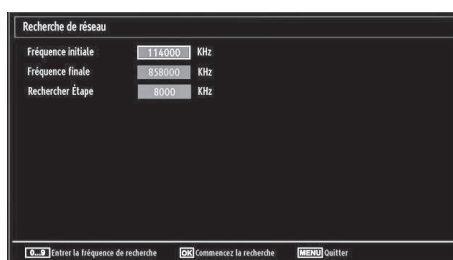 Recherche de réseau
Fréquence initiale 114000 KHz
Fréquence finale 858000 KHz
Rechercher Étape 8000 KHz
0...9 Entrer la fréquence de recherche OK Commencez la recherche MENU Quitter